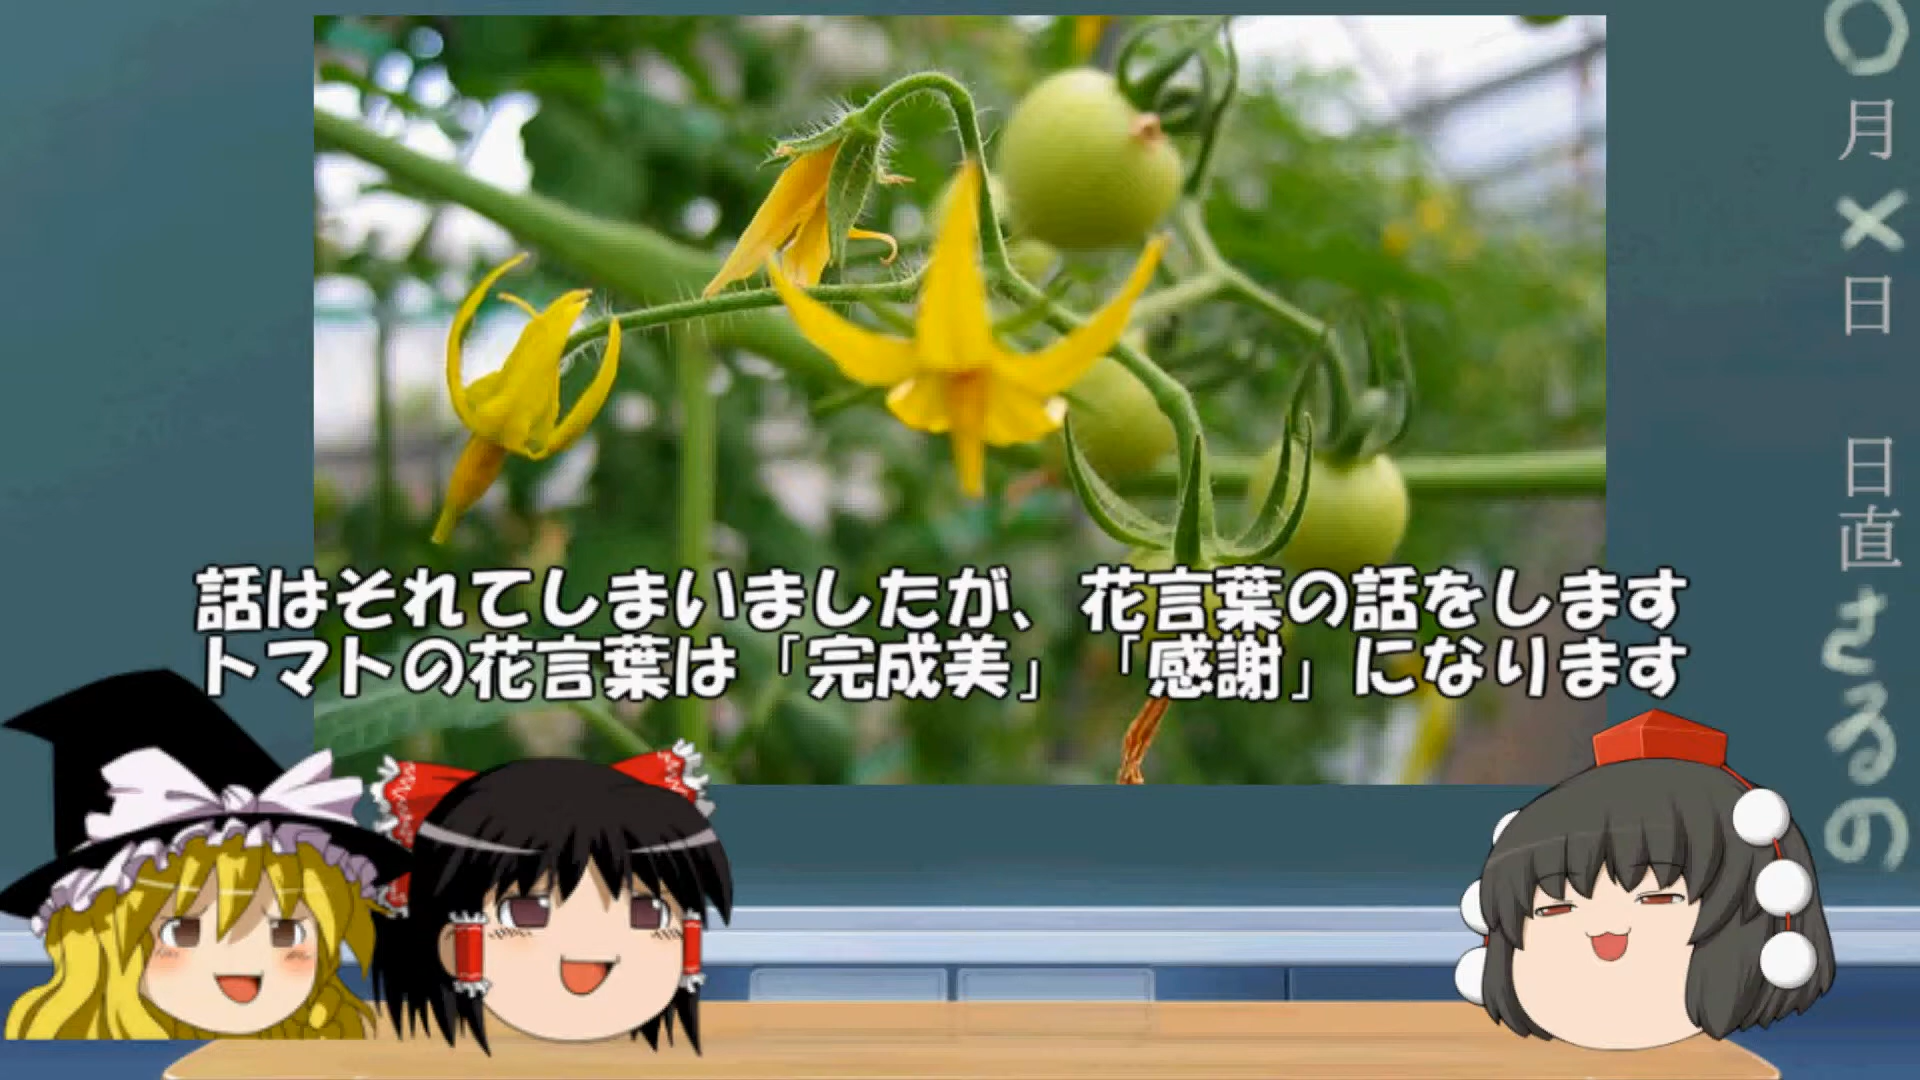 話はそれてしまいましたが、花言葉の話をします
トマトの花言葉は「完成美」「感謝」になります
〇月×日 日直 さるの